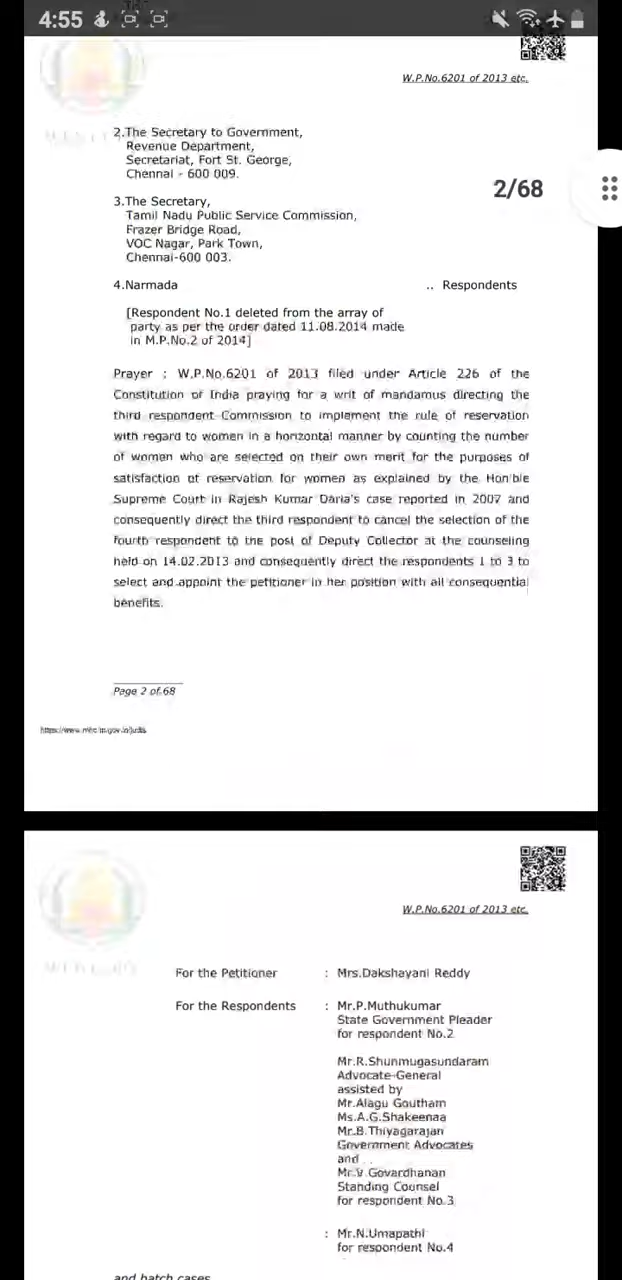 4:55
W.P.No.6201 of 2013 etc.
2.The Secretary to Government,
Revenue Department,
Secretariat, Fort St. George,
Chennai - 600 009.
2/68
3.The Secretary,
Tamil Nadu Public Service Commission,
Frazer Bridge Road,
VOC Nagar, Park Town,
Chennai-600 003.
4.Narmada .. Respondents
[Respondent No.1 deleted from the array of
party as per the order dated 11.08.2014 made
in M.P.No.2 of 2014]
Prayer : W.P.No.6201 of 2013 filed under Article 226 of the
Constitution of India praying for a writ of mandamus directing the
third respondent Commission to implement the rule of reservation
with regard to women in a horizontal manner by counting the number
of women who are selected on their own merit for the purposes of
satisfaction of reservation for women as explained by the Hon'ble
Supreme Court in Rajesh Kumar Daria's case reported in 2007 and
consequently direct the third respondent to cancel the selection of the
fourth respondent to the post of Deputy Collector at the counseling
held on 14.02.2013 and consequently direct the respondents 1 to 3 to
select and appoint the petitioner in her position with all consequential
benefits.
Page 2 of 68
W.P.No.6201 of 2013 etc.
For the Petitioner : Mrs.Dakshayani Reddy
For the Respondents : Mr.P.Muthukumar
State Government Pleader
for respondent No.2
Mr.R.Shunmugasundaram
Advocate-General
assisted by
Mr.Alagu Goutham
Ms.A.G.Shakeenaa
Mr.B.Thiyagarajan
Government Advocates
and
Mr.V.Govardhanan
Standing Counsel
for respondent No.3
: Mr.N.Umapathi
for respondent No.4
and batch cases